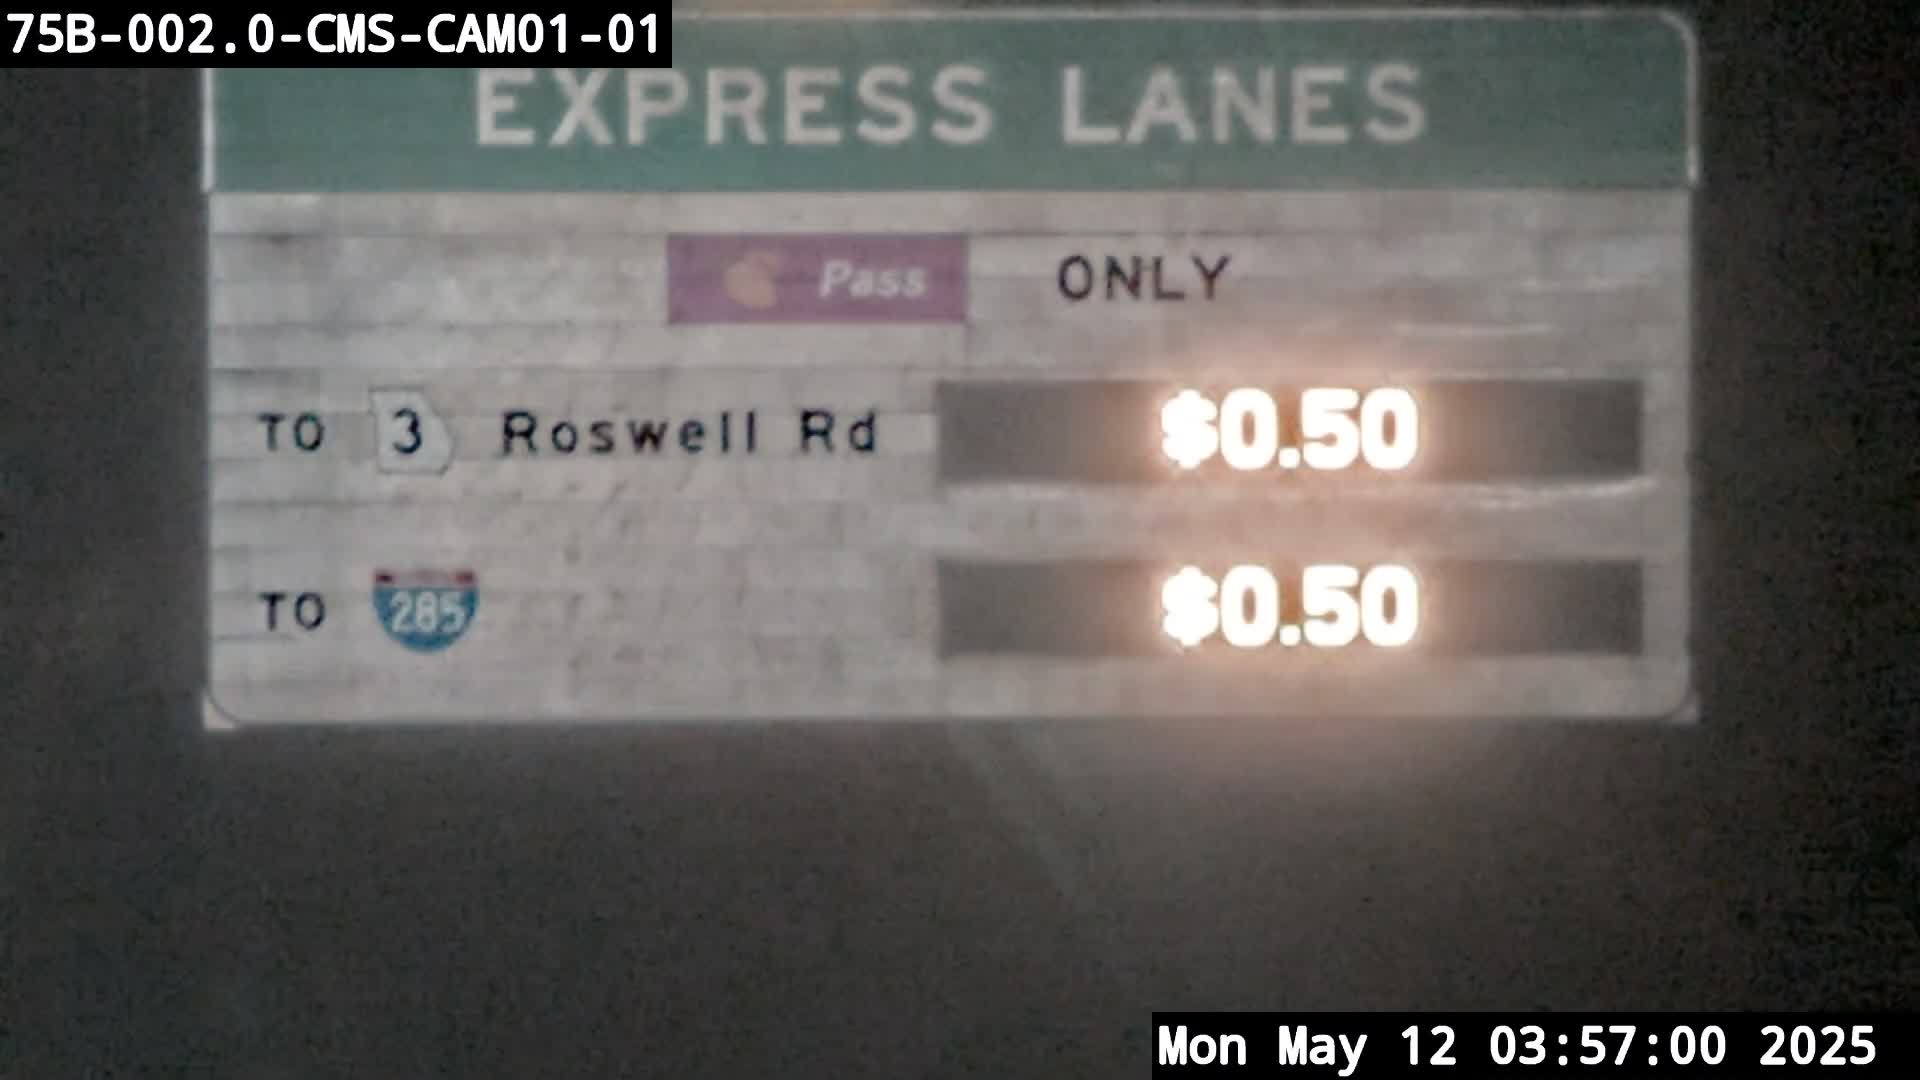 75B-002.0-CMS-CAM01-01
EXPRESS LANES
Pass ONLY
TO 3 Roswell Rd $0.50
TO 285 $0.50
Mon May 12 03:57:00 2025